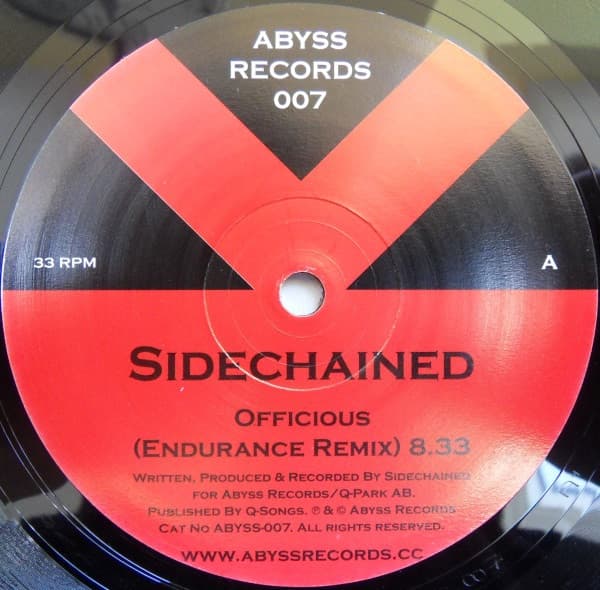 ABYSS
RECORDS
007
33 RPM
A
SIDECHAINED
OFFICIOUS
(ENDURANCE REMIX) 8.33
WRITTEN, PRODUCED & RECORDED BY SIDECHAINED
FOR ABYSS RECORDS/Q-PARK AB.
PUBLISHED BY Q-SONGS. ℗ & © ABYSS RECORDS
CAT NO ABYSS-007. ALL RIGHTS RESERVED.
WWW.ABYSSRECORDS.CC